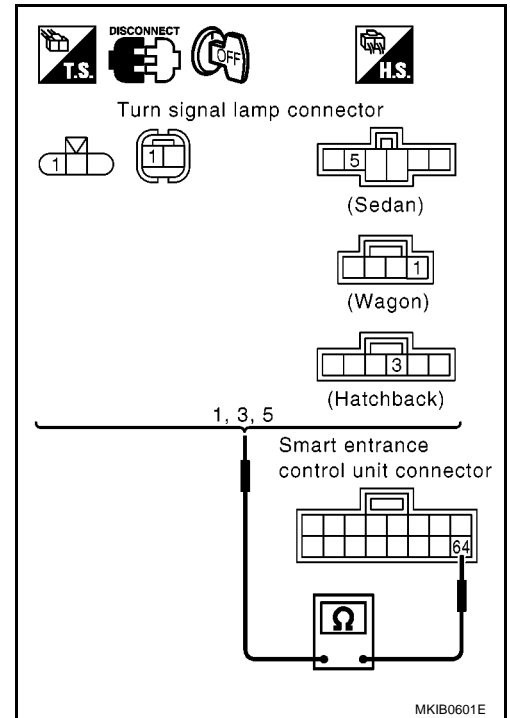 DISCONNECT
T.S.
OFF
H.S.
Turn signal lamp connector
1
1
5
(Sedan)
1
(Wagon)
3
(Hatchback)
1, 3, 5
Smart entrance
control unit connector
64
Ω
MKIB0601E